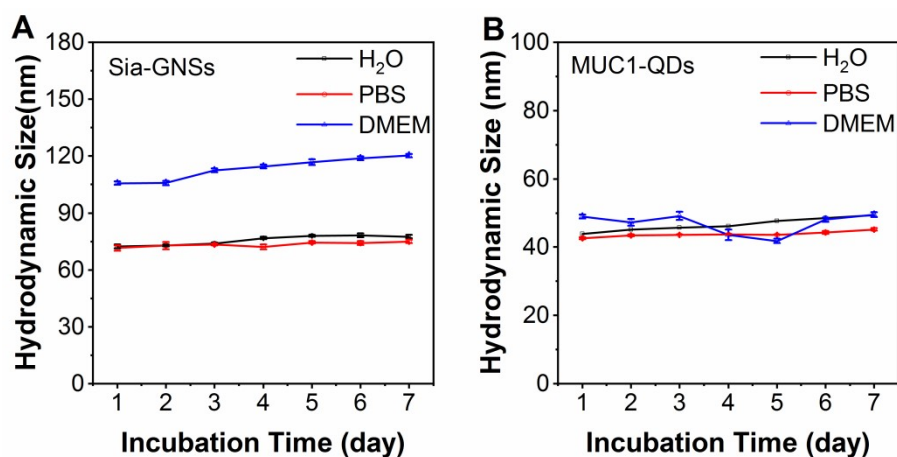 A
Sia-GNSs
H₂O
PBS
DMEM
180
150
120
90
60
30
0
Hydrodynamic Size(nm)
1 2 3 4 5 6 7
Incubation Time (day)
B
MUC1-QDs
H₂O
PBS
DMEM
100
80
60
40
20
0
Hydrodynamic Size (nm)
1 2 3 4 5 6 7
Incubation Time (day)